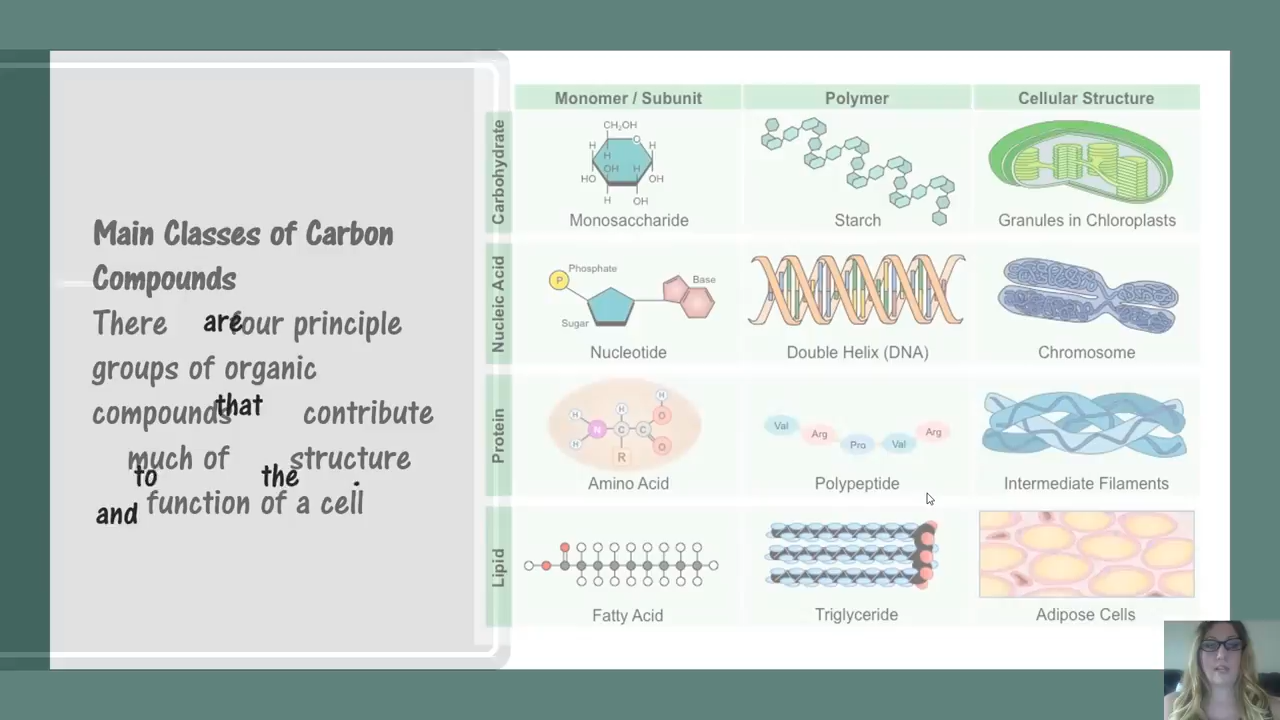 Main Classes of Carbon
Compounds
There are four principle
groups of organic
compounds that contribute
to much of the structure
and function of a cell.
Monomer / Subunit
Polymer
Cellular Structure
Carbohydrate
CH₂OH
H
O
H
H
OH
H
HO
OH
H
OH
Monosaccharide
Starch
Granules in Chloroplasts
Nucleic Acid
Phosphate
P
Base
Sugar
Nucleotide
Double Helix (DNA)
Chromosome
Protein
H
H
H
O
N
C
C
H
O
R
Amino Acid
Val
Arg
Pro
Val
Arg
Polypeptide
Intermediate Filaments
Lipid
Fatty Acid
Triglyceride
Adipose Cells